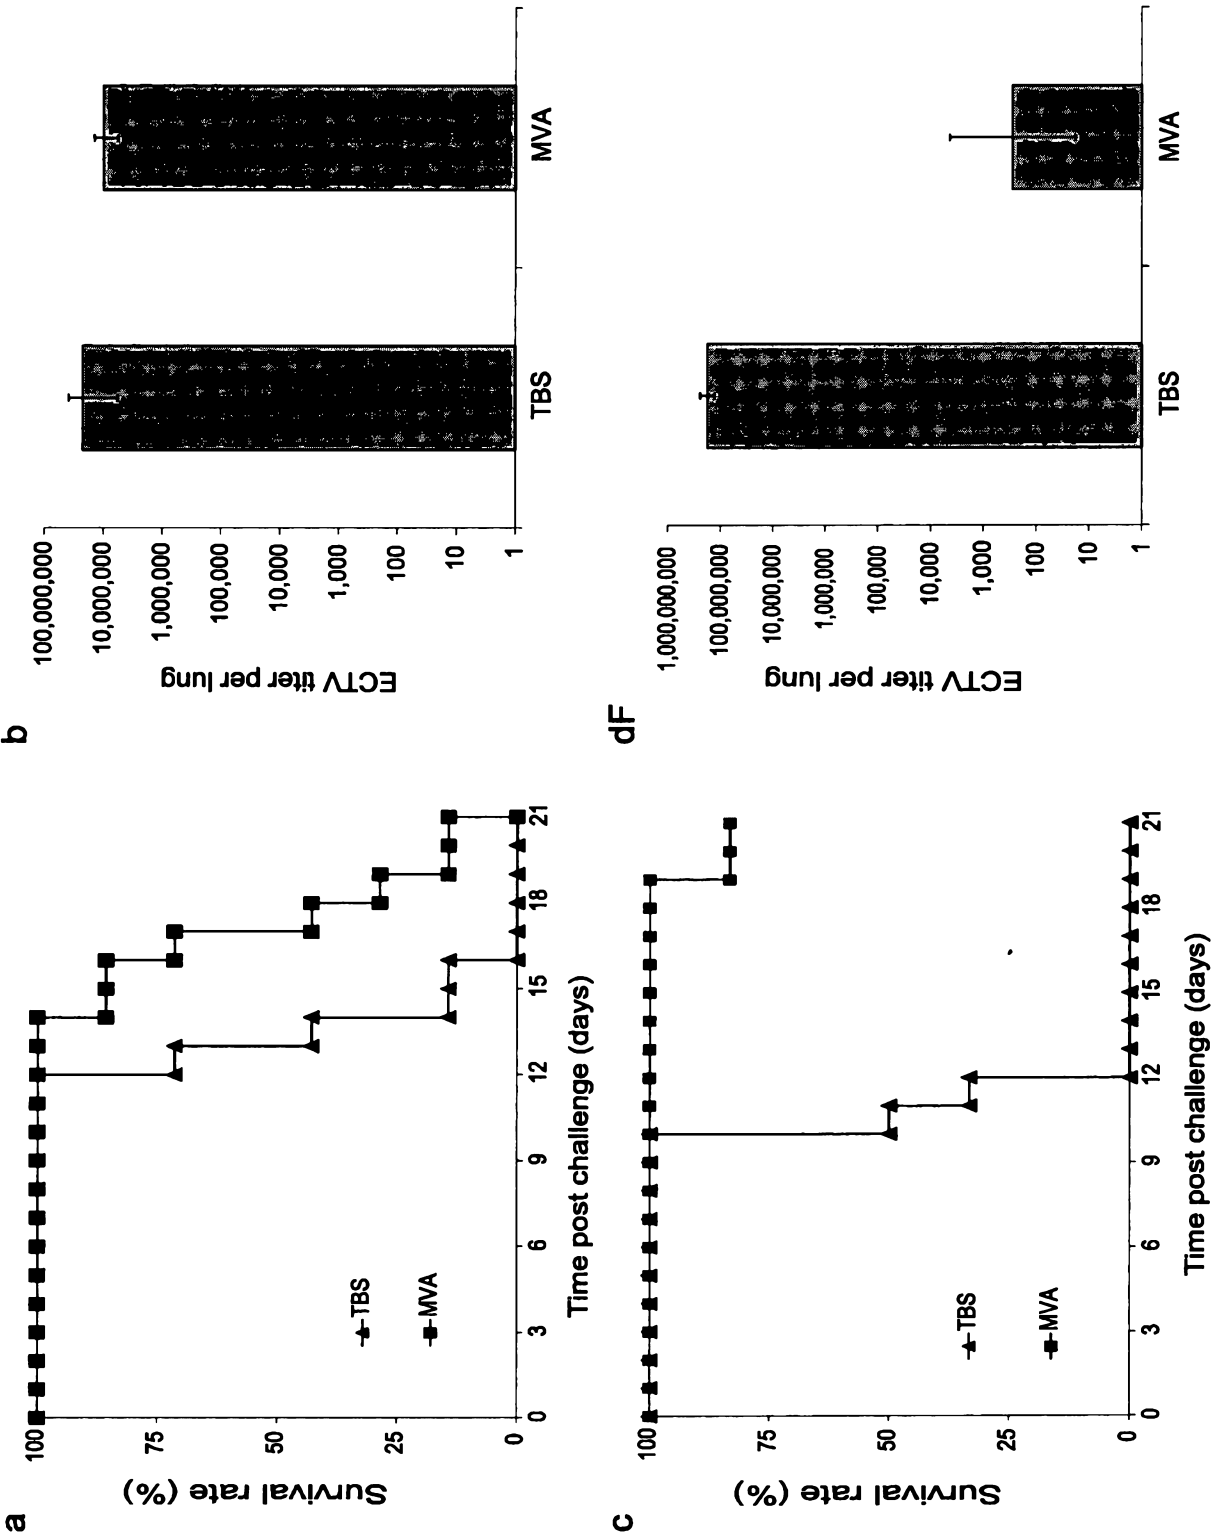 a
Survival rate (%)
100
75
50
25
0
TBS
MVA
0 3 6 9 12 15 18 21
Time post challenge (days)
b
ECTV titer per lung
100,000,000
10,000,000
1,000,000
100,000
10,000
1,000
100
10
1
TBS MVA
c
Survival rate (%)
100
75
50
25
0
TBS
MVA
0 3 6 9 12 15 18 21
Time post challenge (days)
dF
ECTV titer per lung
1,000,000,000
100,000,000
10,000,000
1,000,000
100,000
10,000
1,000
100
10
1
TBS MVA